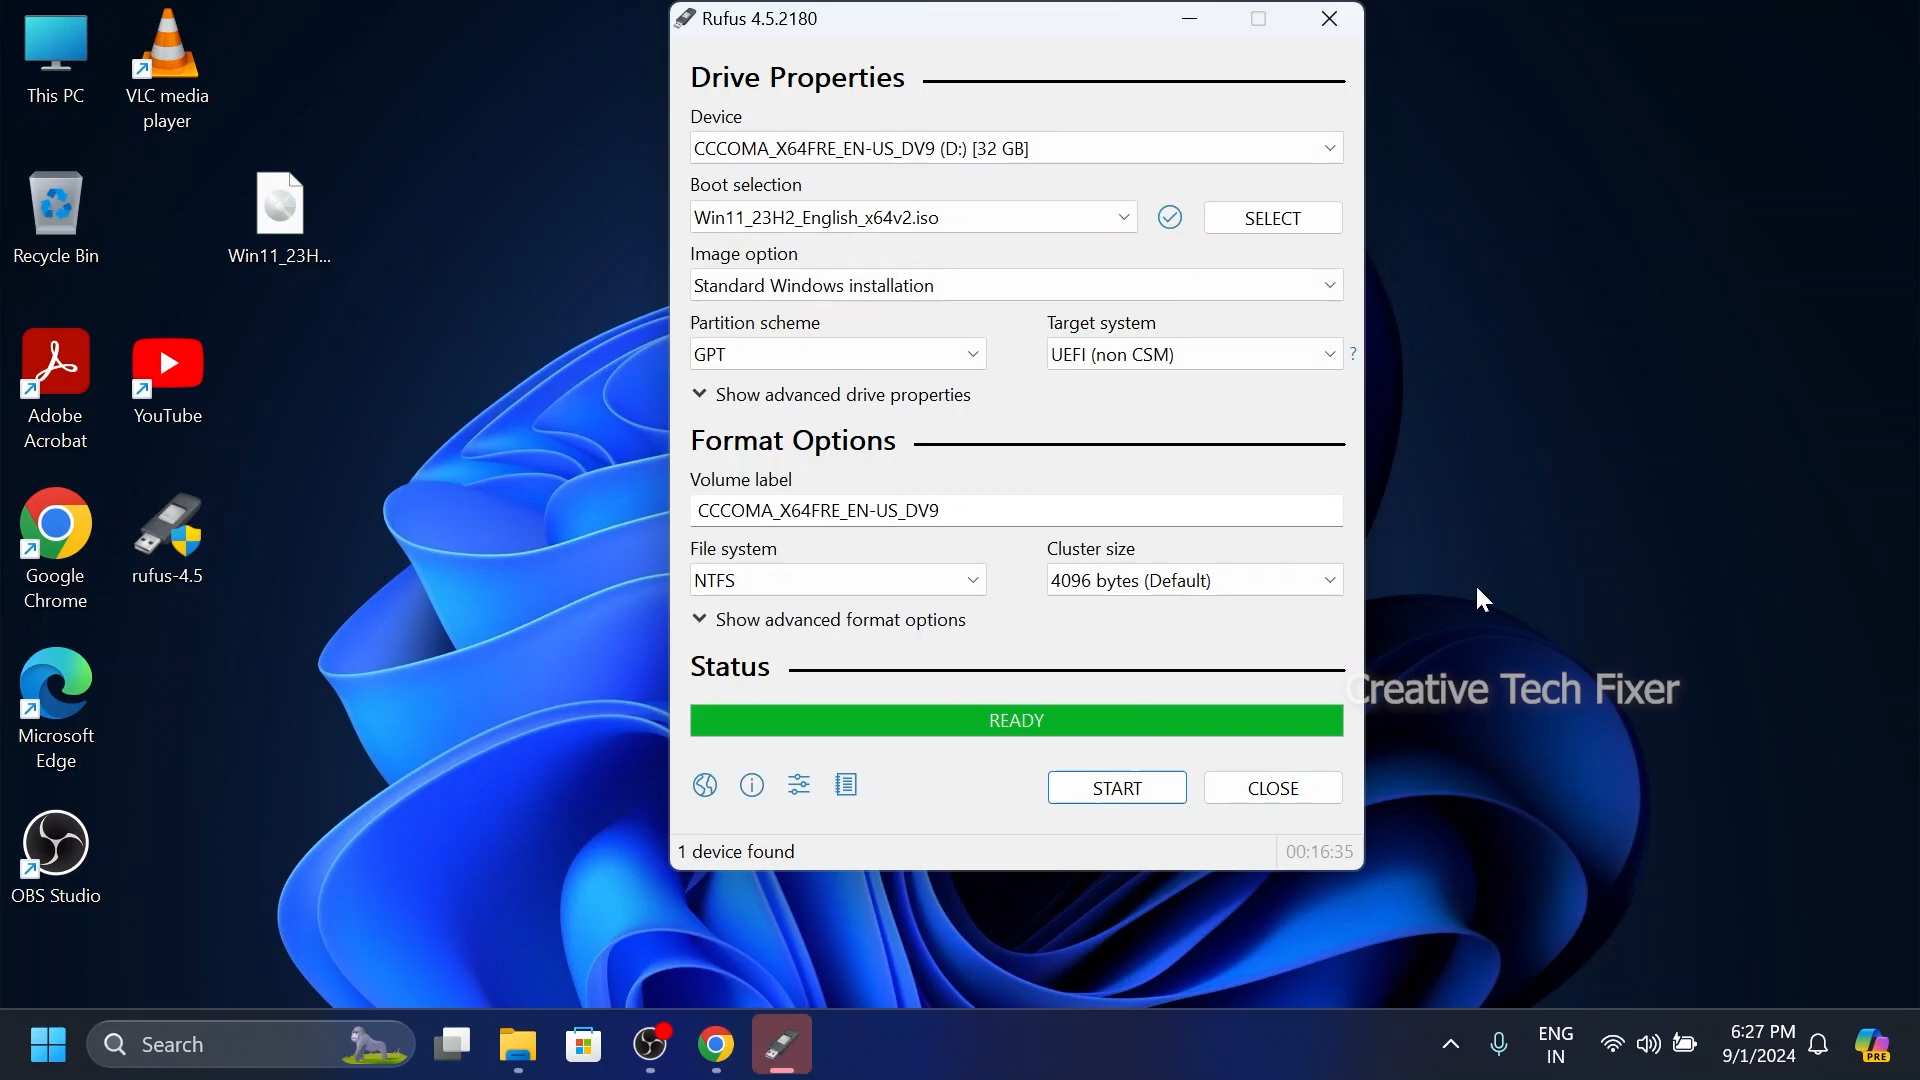 This PC
VLC media
player
Recycle Bin
Win11_23H...
Adobe
Acrobat
YouTube
Google
Chrome
rufus-4.5
Microsoft
Edge
OBS Studio
Rufus 4.5.2180
Drive Properties
Device
CCCOMA_X64FRE_EN-US_DV9 (D:) [32 GB]
Boot selection
Win11_23H2_English_x64v2.iso
SELECT
Image option
Standard Windows installation
Partition scheme
Target system
GPT
UEFI (non CSM)
?
Show advanced drive properties
Format Options
Volume label
CCCOMA_X64FRE_EN-US_DV9
File system
Cluster size
NTFS
4096 bytes (Default)
Show advanced format options
Status
READY
START
CLOSE
1 device found
00:16:35
Creative Tech Fixer
Search
ENG
IN
6:27 PM
9/1/2024
PRE